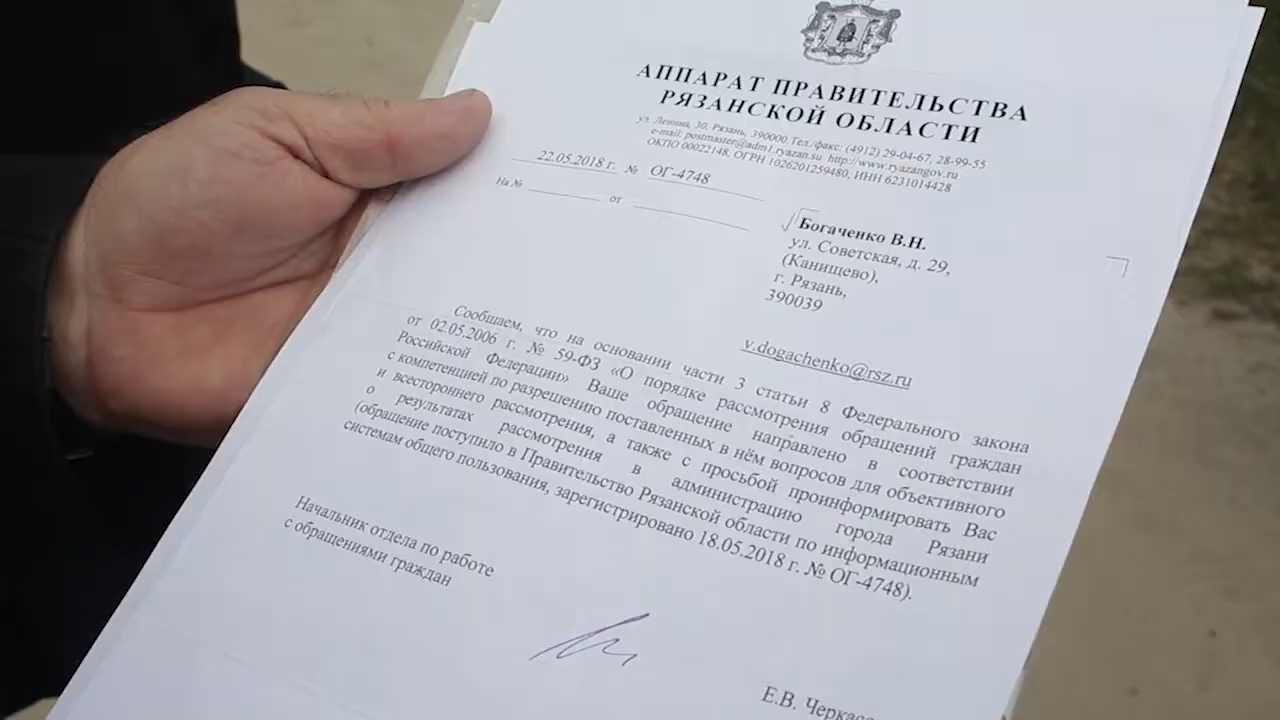 АППАРАТ ПРАВИТЕЛЬСТВА
РЯЗАНСКОЙ ОБЛАСТИ
ул. Ленина, 30, Рязань, 390000 Тел./факс: (4912) 29-04-67, 28-99-55
e-mail: postmaster@adm1.ryazan.su http://www.ryazangov.ru
ОКПО 00022148, ОГРН 1026201259480, ИНН 6231014428
22.05.2018 г. № ОГ-4748
На № от
Богаченко В.Н.
ул. Советская, д. 29,
(Канищево),
г. Рязань,
390039
v.dogachenko@rsz.ru
Сообщаем, что на основании части 3 статьи 8 Федерального закона
от 02.05.2006 г. № 59-ФЗ «О порядке рассмотрения обращений граждан
Российской Федерации» Ваше обращение направлено в соответствии
с компетенцией по разрешению поставленных в нём вопросов для объективного
и всестороннего рассмотрения, а также с просьбой проинформировать Вас
о результатах рассмотрения в администрацию города Рязани
(обращение поступило в Правительство Рязанской области по информационным
системам общего пользования, зарегистрировано 18.05.2018 г. № ОГ-4748).
Начальник отдела по работе
с обращениями граждан
Е.В.